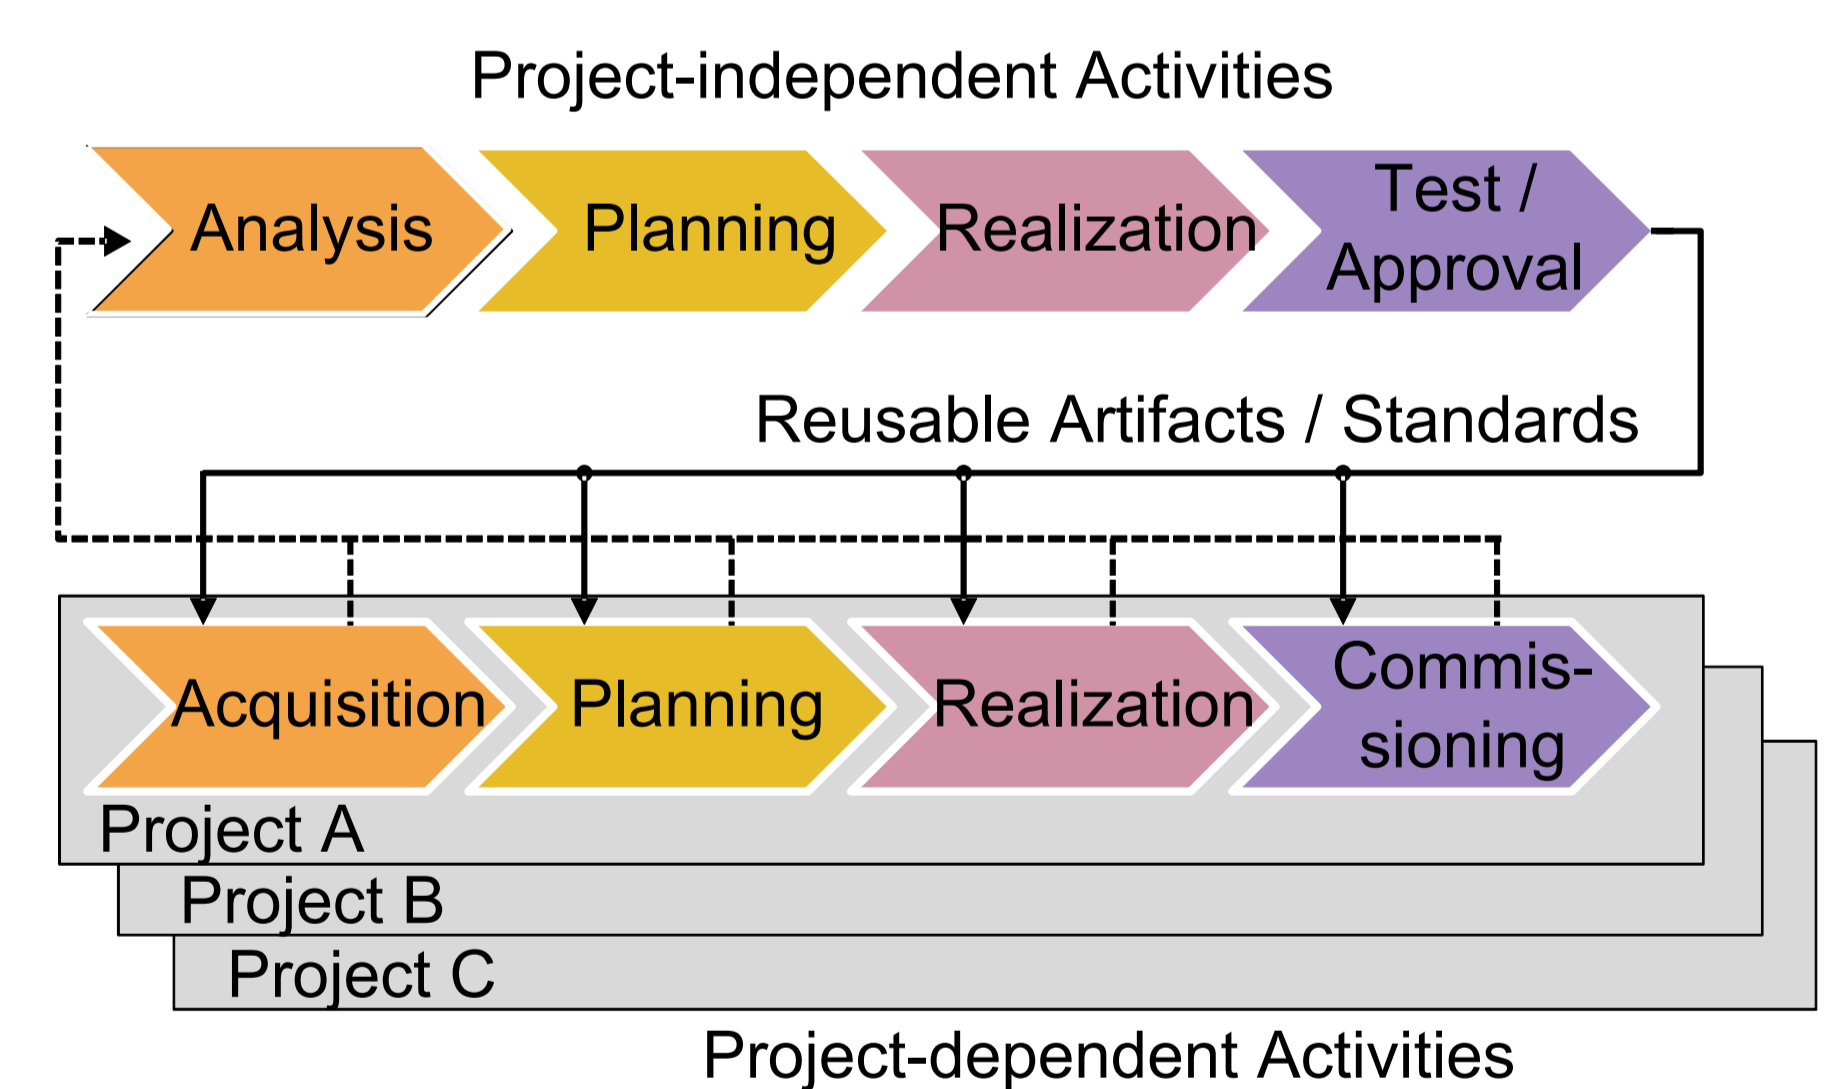 Project-independent Activities
Analysis
Planning
Realization
Test /
Approval
Reusable Artifacts / Standards
Acquisition
Planning
Realization
Commis-
sioning
Project A
Project B
Project C
Project-dependent Activities